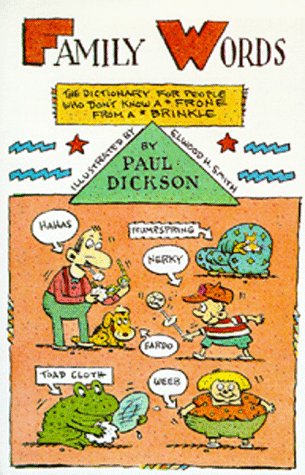 FAMILY WORDS
THE DICTIONARY FOR PEOPLE
WHO DON'T KNOW A * FRONE
FROM A * BRINKLE
ILLUSTRATED BY
ELWOOD H. SMITH
BY
PAUL
DICKSON
HAHAS
MUMPSPRING
NERKY
FARDO
TOAD CLOTH
WEEB